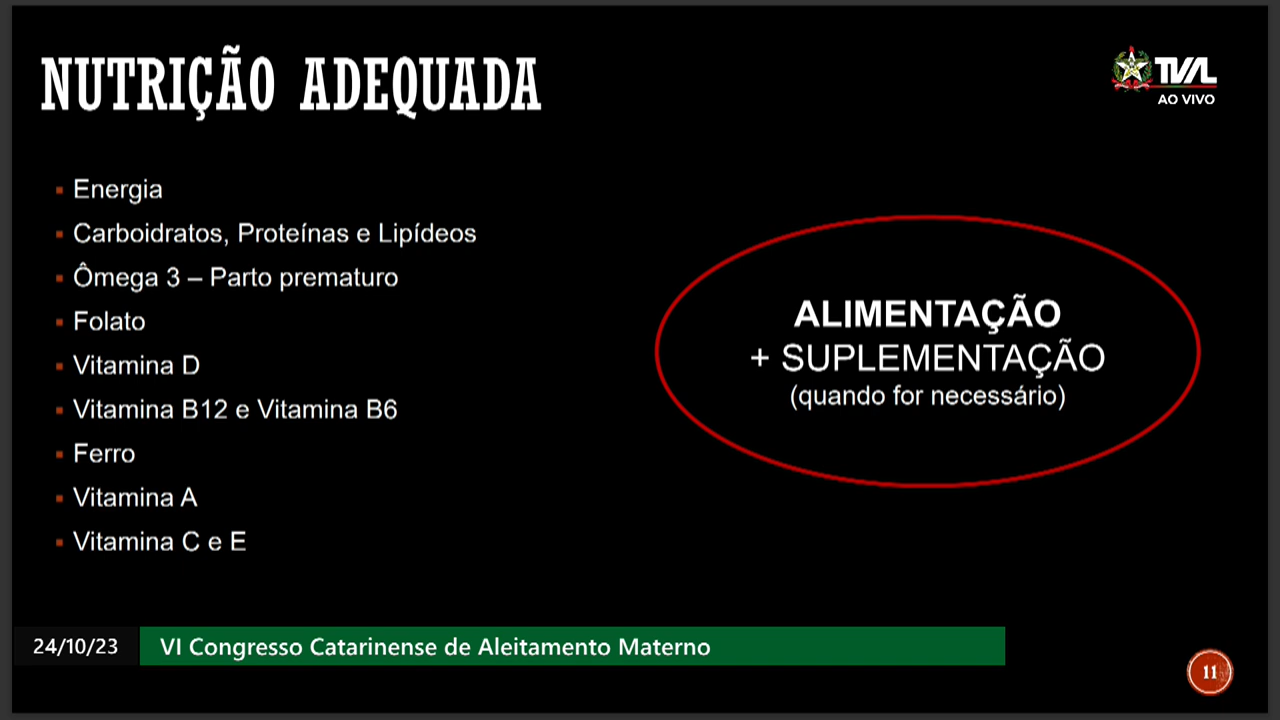 NUTRIÇÃO ADEQUADA
TVAL
AO VIVO
Energia
Carboidratos, Proteínas e Lipídeos
Ômega 3 – Parto prematuro
Folato
Vitamina D
Vitamina B12 e Vitamina B6
Ferro
Vitamina A
Vitamina C e E
ALIMENTAÇÃO
+ SUPLEMENTAÇÃO
(quando for necessário)
24/10/23
VI Congresso Catarinense de Aleitamento Materno
11